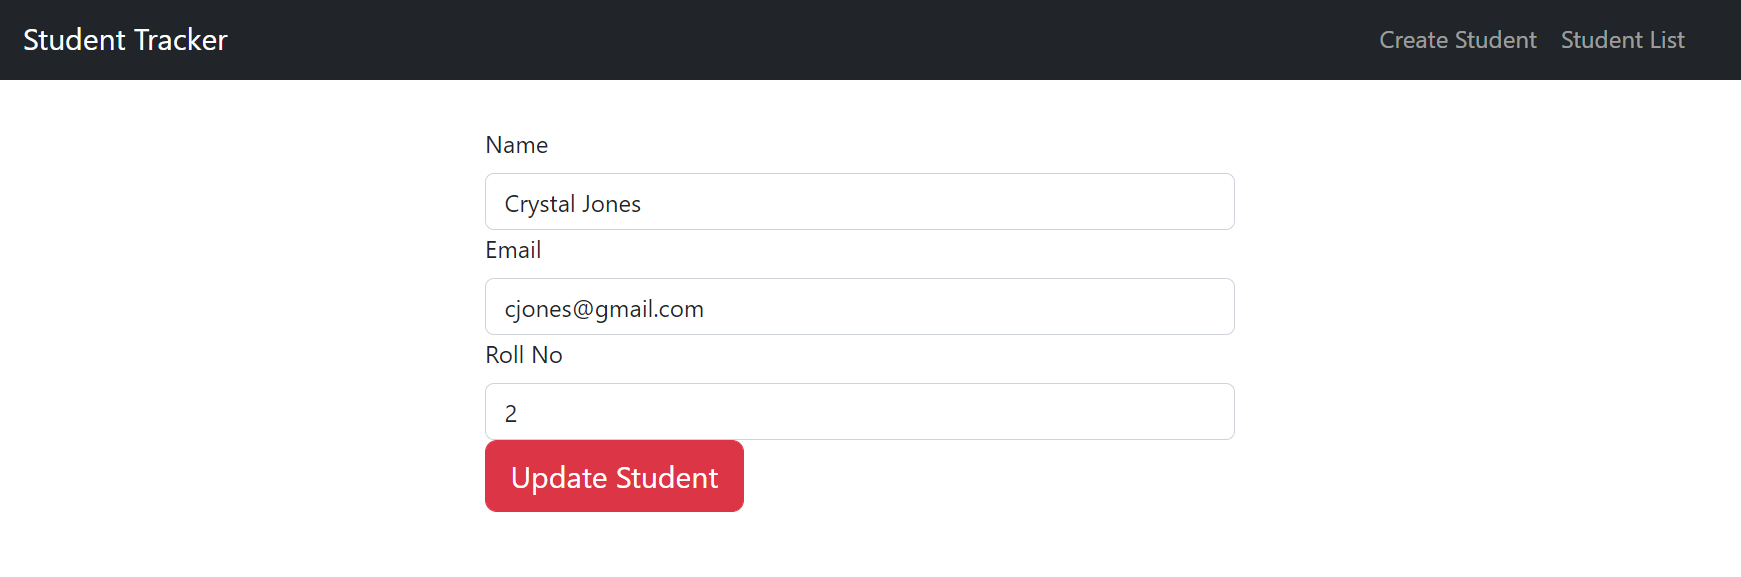 Student Tracker
Create Student Student List
Name
Crystal Jones
Email
cjones@gmail.com
Roll No
2
Update Student